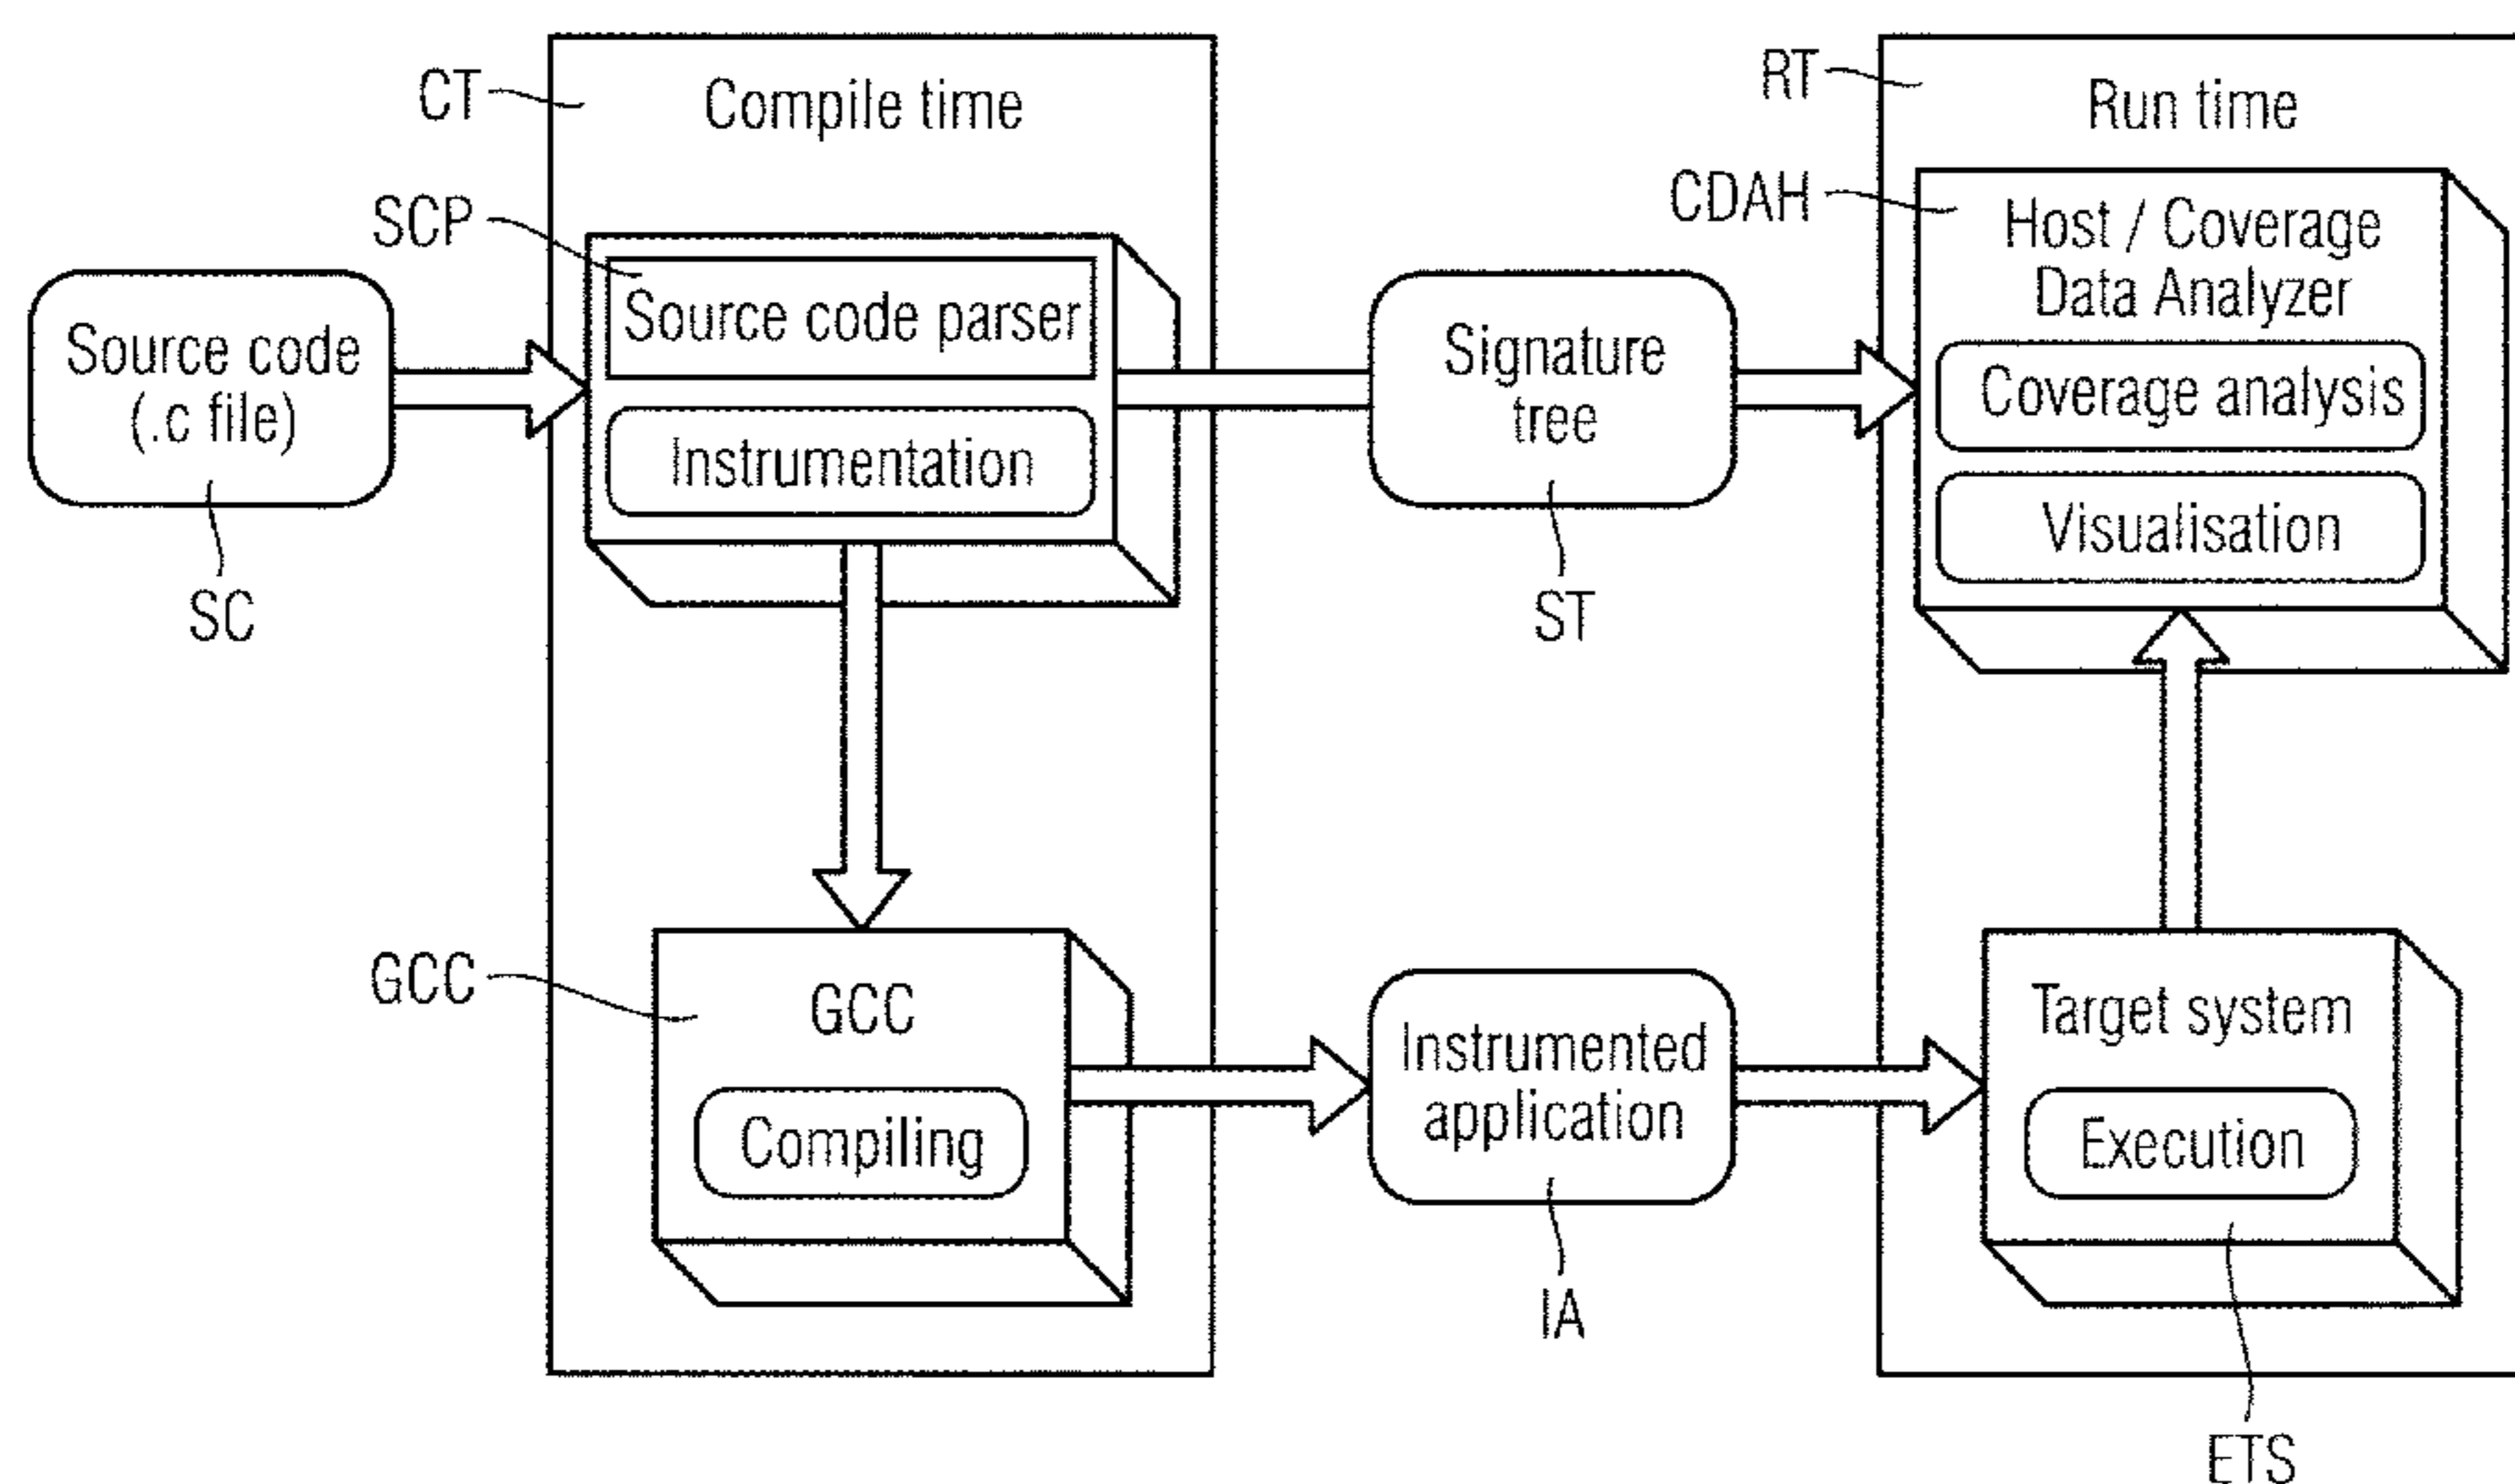 CT
Compile time
RT
Run time
SCP
CDAH
Host / Coverage
Data Analyzer
Source code
(.c file)
Source code parser
Instrumentation
Signature
tree
Coverage analysis
Visualisation
SC
ST
GCC
GCC
Compiling
Instrumented
application
Target system
Execution
IA
ETS